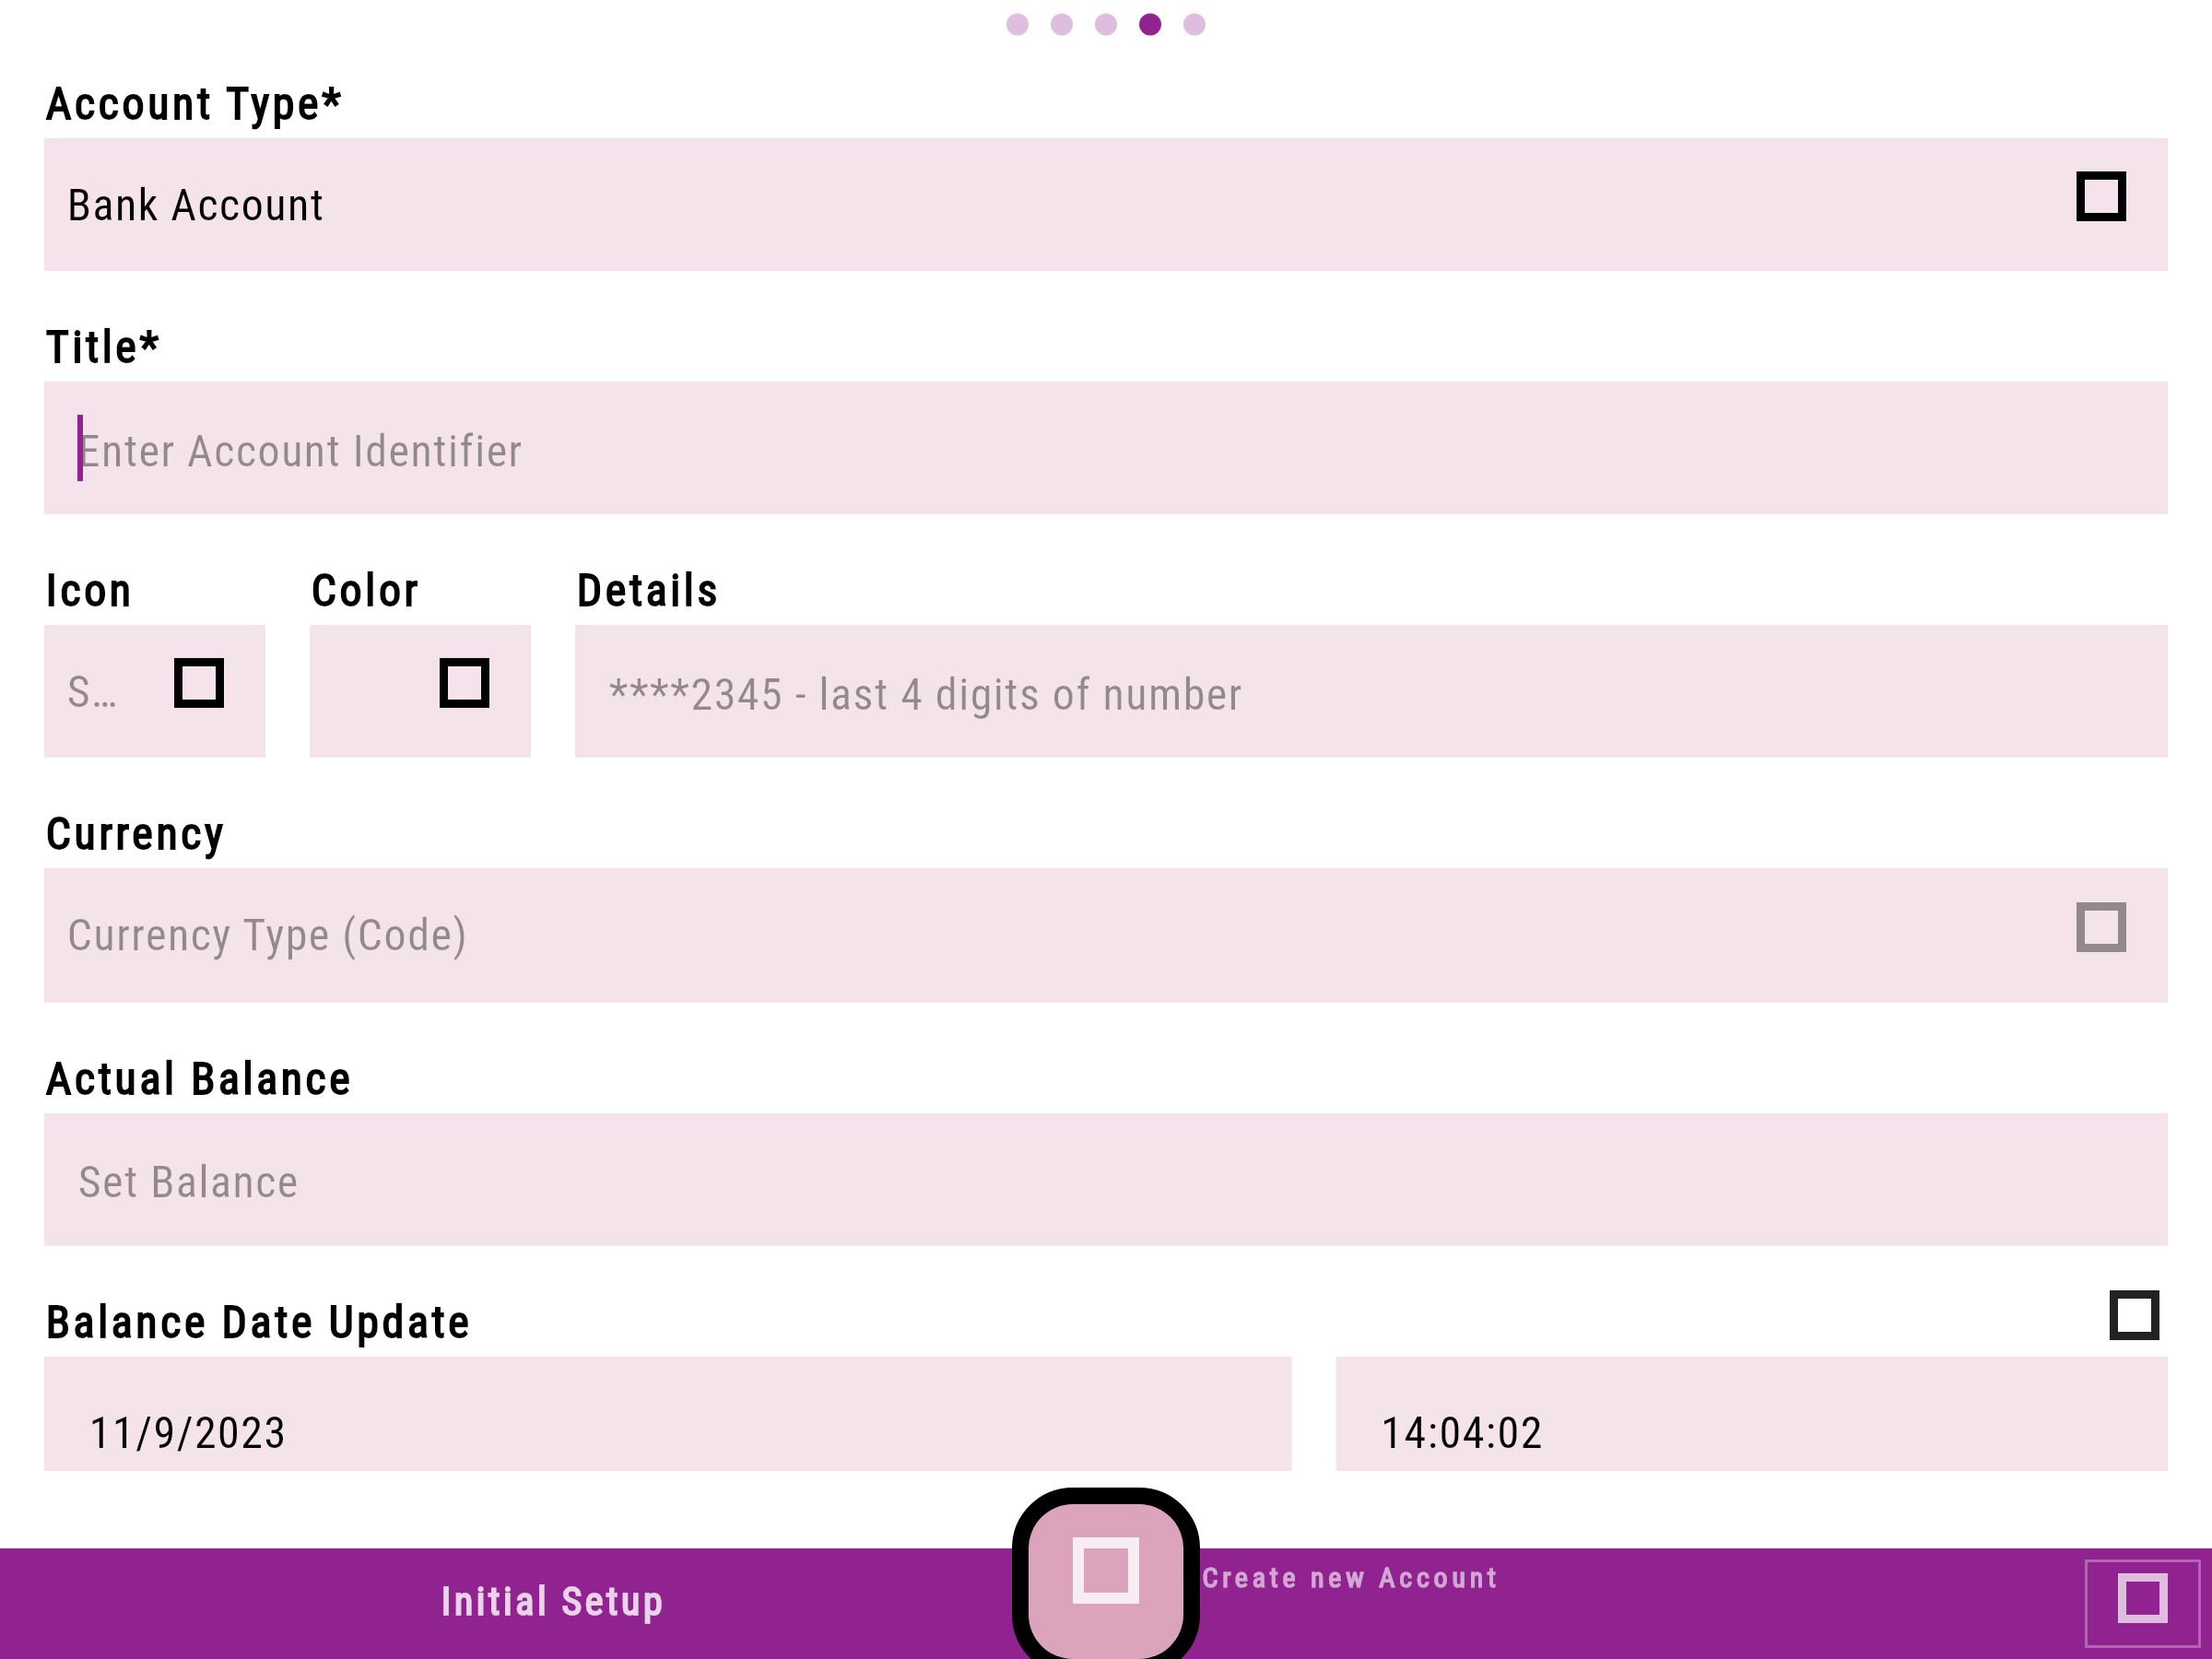 Account Type*
Bank Account
Title*
Enter Account Identifier
Icon Color Details
S… ****2345 - last 4 digits of number
Currency
Currency Type (Code)
Actual Balance
Set Balance
Balance Date Update
11/9/2023 14:04:02
Initial Setup Create new Account